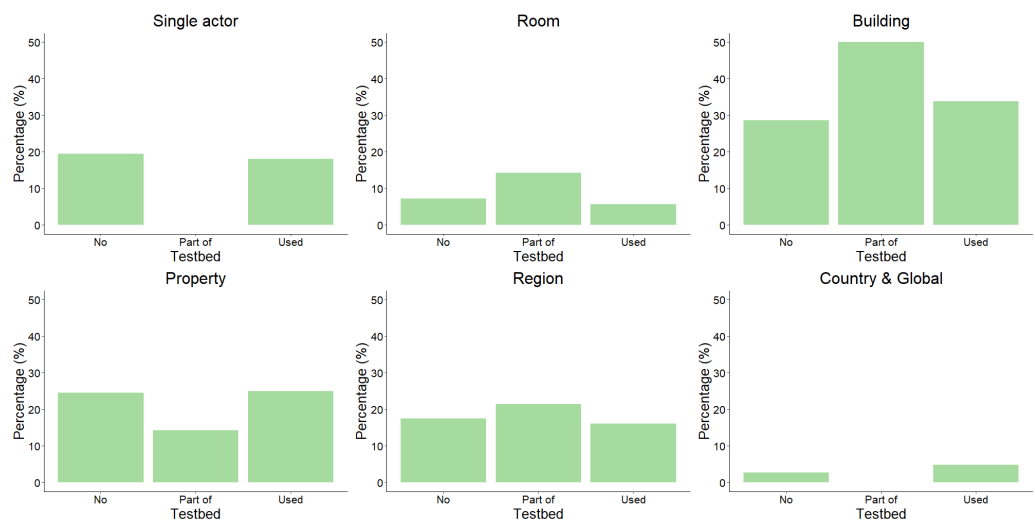 Single actor
Room
Building
50
40
30
20
10
0
Percentage (%)
No
Part of
Used
Testbed
50
40
30
20
10
0
Percentage (%)
No
Part of
Used
Testbed
50
40
30
20
10
0
Percentage (%)
No
Part of
Used
Testbed
Property
Region
Country & Global
50
40
30
20
10
0
Percentage (%)
No
Part of
Used
Testbed
50
40
30
20
10
0
Percentage (%)
No
Part of
Used
Testbed
50
40
30
20
10
0
Percentage (%)
No
Part of
Used
Testbed